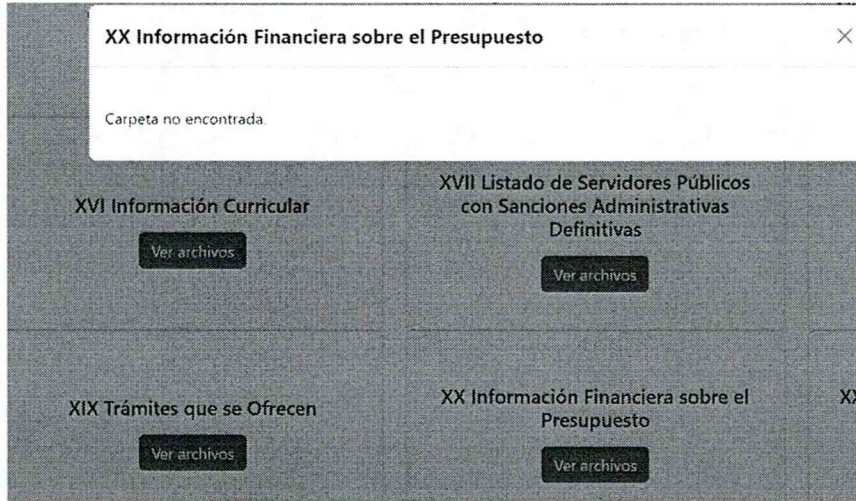 XX Información Financiera sobre el Presupuesto
Carpeta no encontrada.
XVI Información Curricular
Ver archivos
XVII Listado de Servidores Públicos
con Sanciones Administrativas
Definitivas
Ver archivos
XIX Trámites que se Ofrecen
Ver archivos
XX Información Financiera sobre el
Presupuesto
Ver archivos
XX